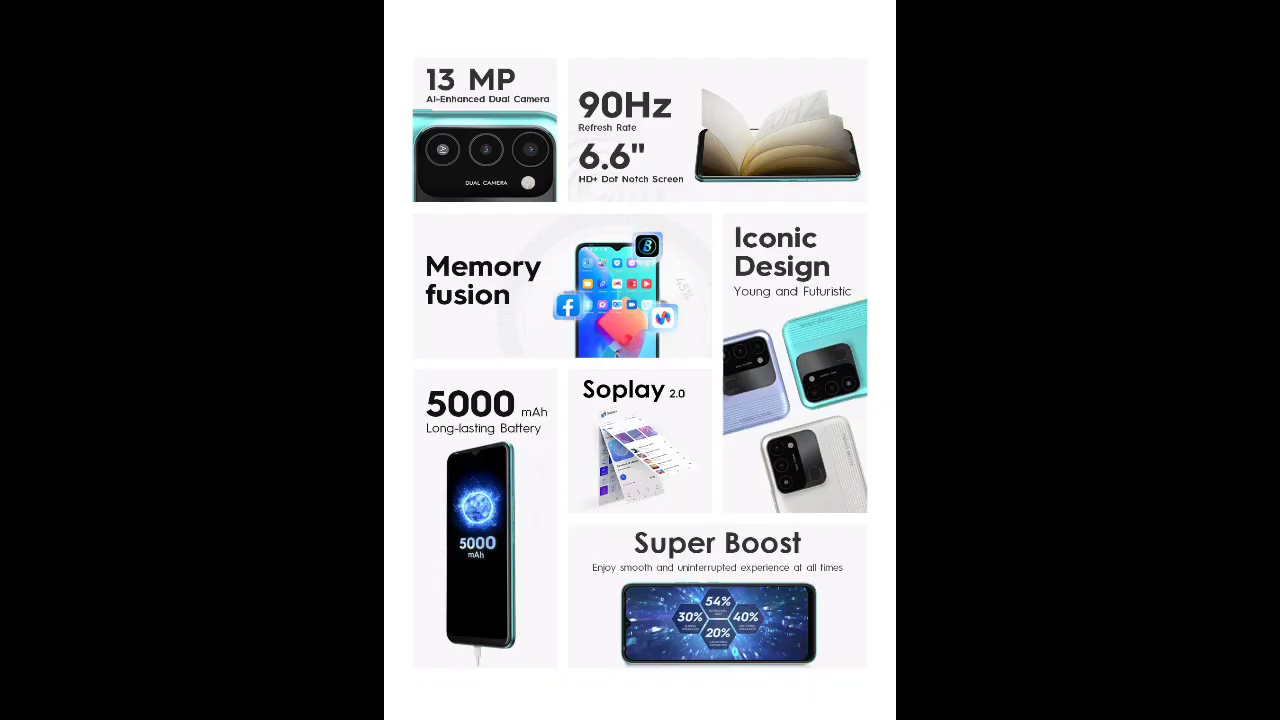 13 MP
AI-Enhanced Dual Camera
DUAL CAMERA
90Hz
Refresh Rate
6.6"
HD+ Dot Notch Screen
90HZ
Memory
fusion
45%
Iconic
Design
Young and Futuristic
5000 mAh
Long-lasting Battery
5000
mAh
Soplay 2.0
Super Boost
Enjoy smooth and uninterrupted experience at all times
54%
30%
40%
20%